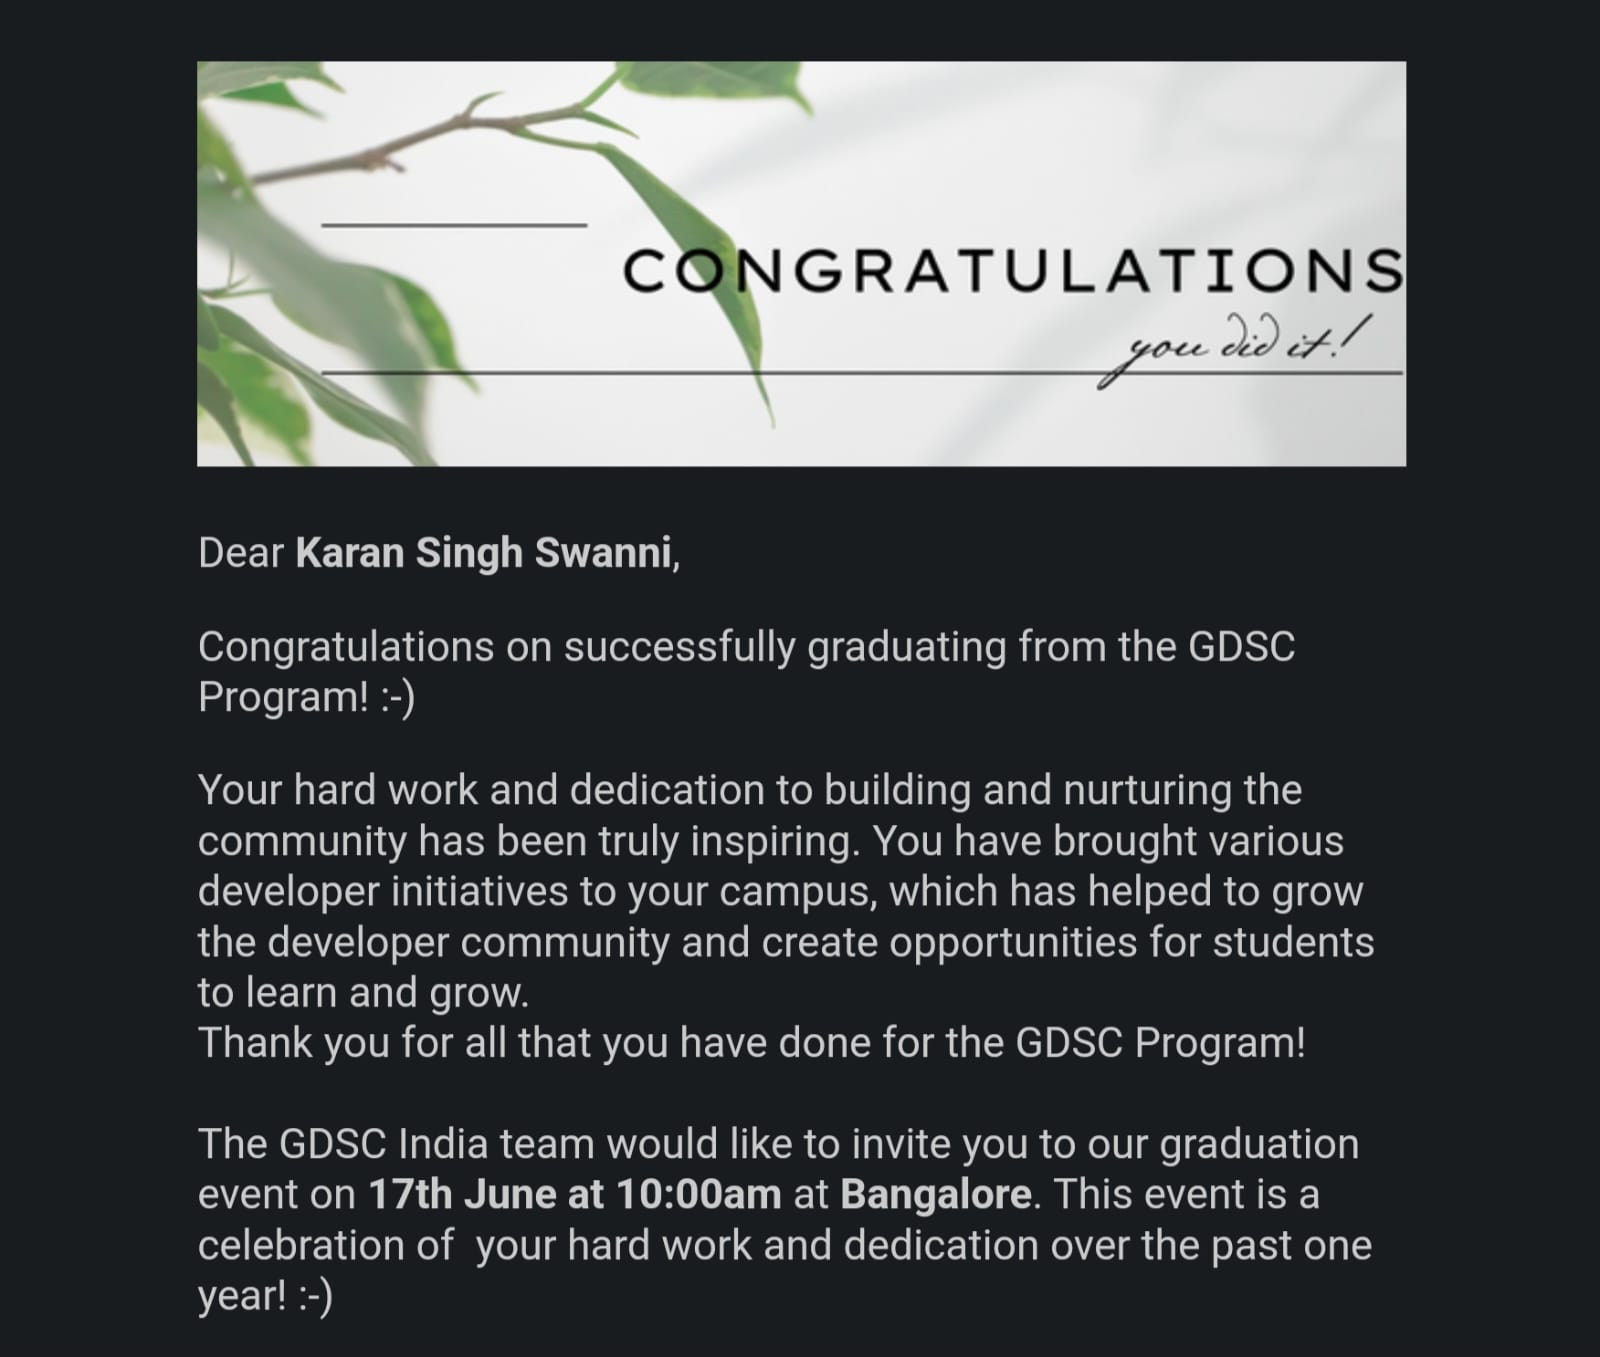 CONGRATULATIONS
you did it!
Dear Karan Singh Swanni,
Congratulations on successfully graduating from the GDSC
Program! :-)
Your hard work and dedication to building and nurturing the
community has been truly inspiring. You have brought various
developer initiatives to your campus, which has helped to grow
the developer community and create opportunities for students
to learn and grow.
Thank you for all that you have done for the GDSC Program!
The GDSC India team would like to invite you to our graduation
event on 17th June at 10:00am at Bangalore. This event is a
celebration of  your hard work and dedication over the past one
year! :-)